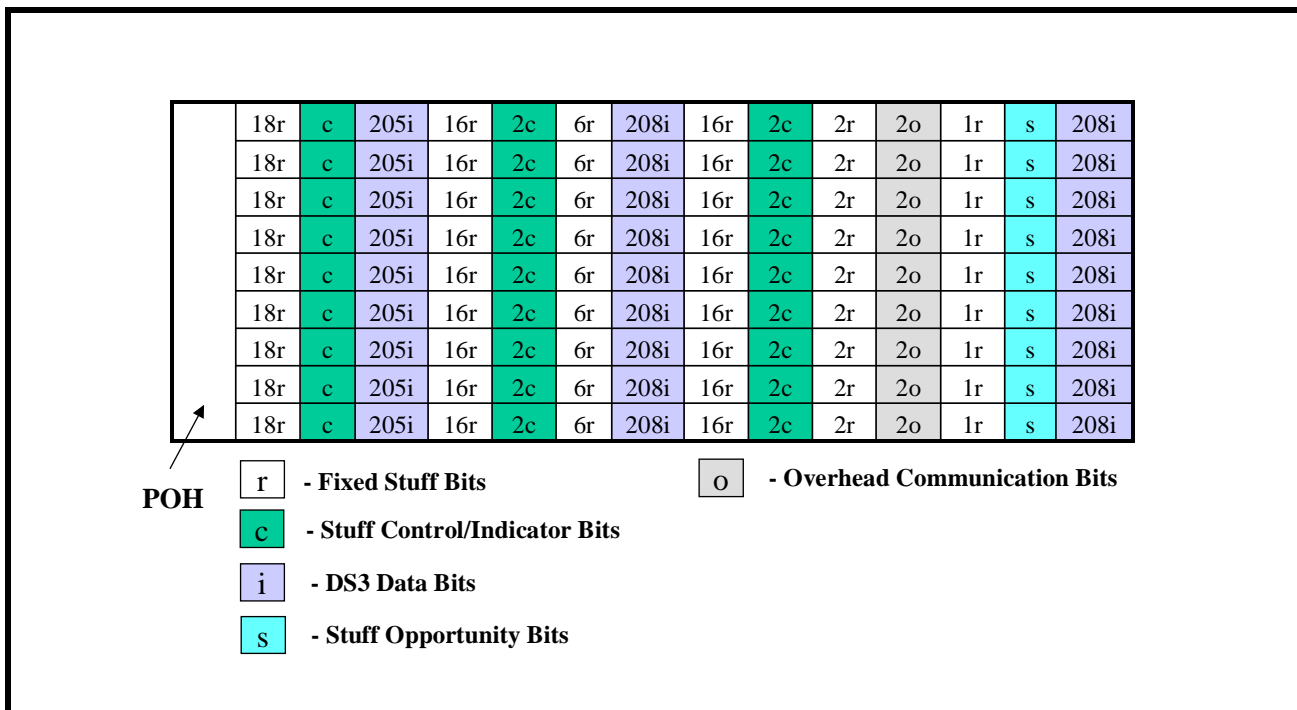 18r c 205i 16r 2c 6r 208i 16r 2c 2r 2o 1r s 208i
18r c 205i 16r 2c 6r 208i 16r 2c 2r 2o 1r s 208i
18r c 205i 16r 2c 6r 208i 16r 2c 2r 2o 1r s 208i
18r c 205i 16r 2c 6r 208i 16r 2c 2r 2o 1r s 208i
18r c 205i 16r 2c 6r 208i 16r 2c 2r 2o 1r s 208i
18r c 205i 16r 2c 6r 208i 16r 2c 2r 2o 1r s 208i
18r c 205i 16r 2c 6r 208i 16r 2c 2r 2o 1r s 208i
18r c 205i 16r 2c 6r 208i 16r 2c 2r 2o 1r s 208i
18r c 205i 16r 2c 6r 208i 16r 2c 2r 2o 1r s 208i
POH
r - Fixed Stuff Bits
o - Overhead Communication Bits
c - Stuff Control/Indicator Bits
i - DS3 Data Bits
s - Stuff Opportunity Bits